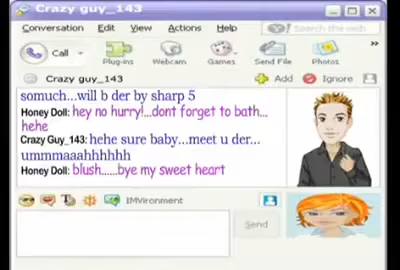 Crazy guy_143
Conversation Edit View Actions Help
Search the web
Call
Plug-ins Webcam Games Send File Photos
Crazy guy_143 Add Ignore
somuch...will b der by sharp 5
Honey Doll: hey no hurry!...dont forget to bath...
hehe
Crazy_Guy_143: hehe sure baby...meet u der...
ummmaaahhhhhh
Honey Doll: blush......bye my sweet heart
IMVironment
Send